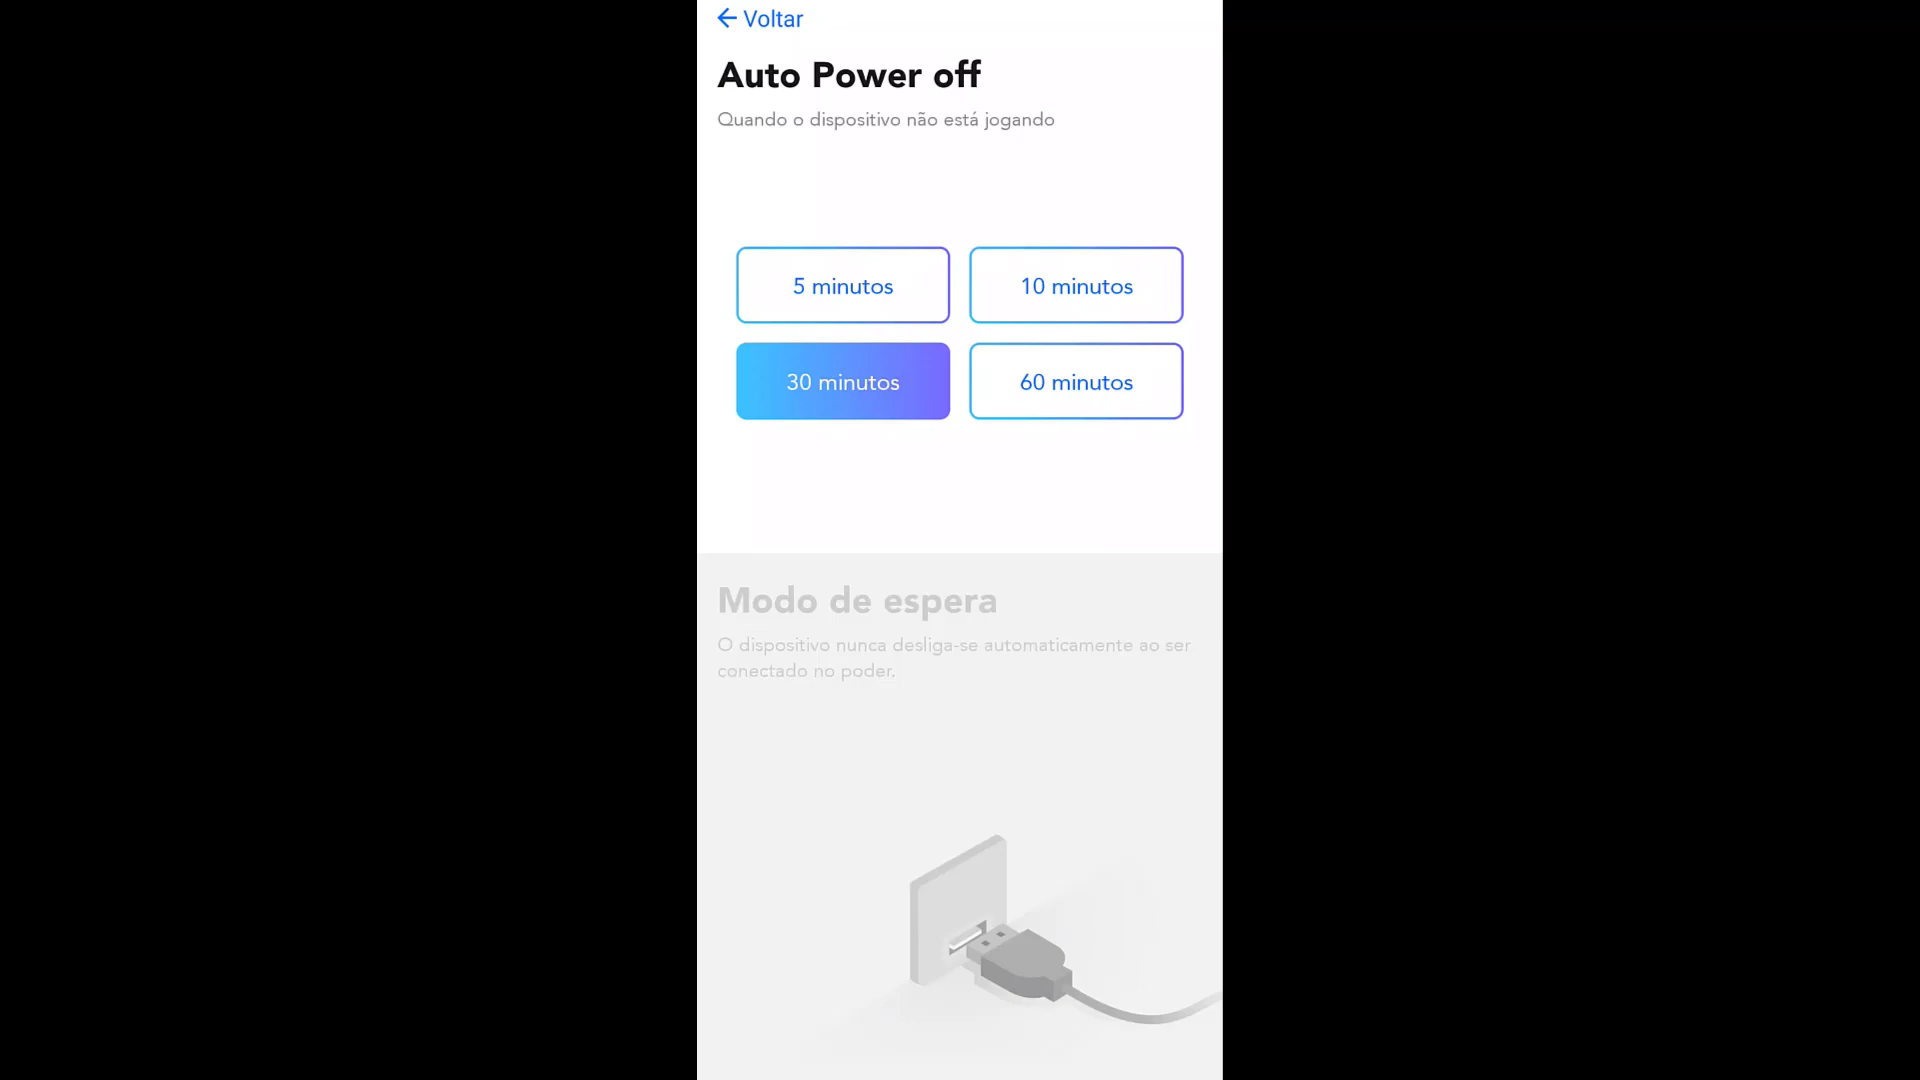 Voltar
Auto Power off
Quando o dispositivo não está jogando
5 minutos
10 minutos
30 minutos
60 minutos
Modo de espera
O dispositivo nunca desliga-se automaticamente ao ser
conectado no poder.